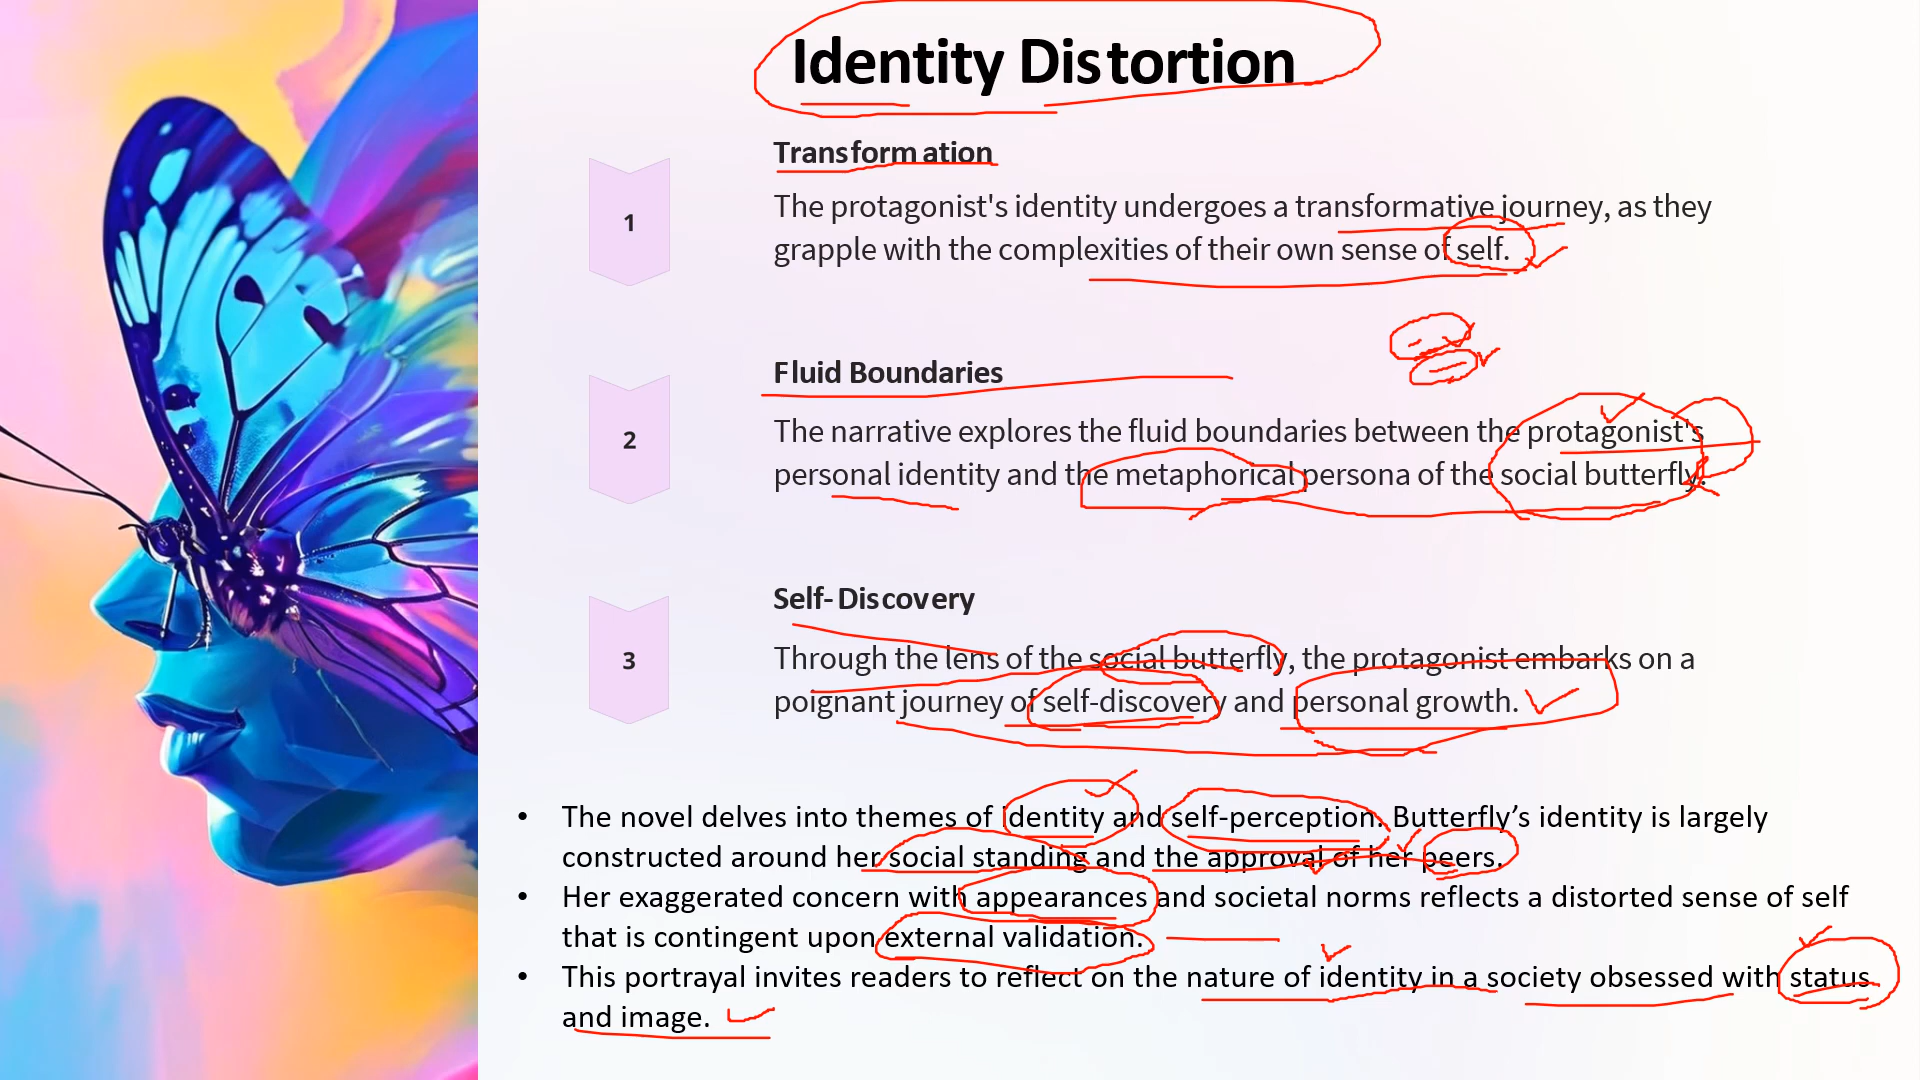 Identity Distortion
Transformation
1
The protagonist's identity undergoes a transformative journey, as they
grapple with the complexities of their own sense of self.
Fluid Boundaries
2
The narrative explores the fluid boundaries between the protagonist's
personal identity and the metaphorical persona of the social butterfly.
Self-Discovery
3
Through the lens of the social butterfly, the protagonist embarks on a
poignant journey of self-discovery and personal growth.
• The novel delves into themes of identity and self-perception. Butterfly’s identity is largely
constructed around her social standing and the approval of her peers.
• Her exaggerated concern with appearances and societal norms reflects a distorted sense of self
that is contingent upon external validation.
• This portrayal invites readers to reflect on the nature of identity in a society obsessed with status
and image.